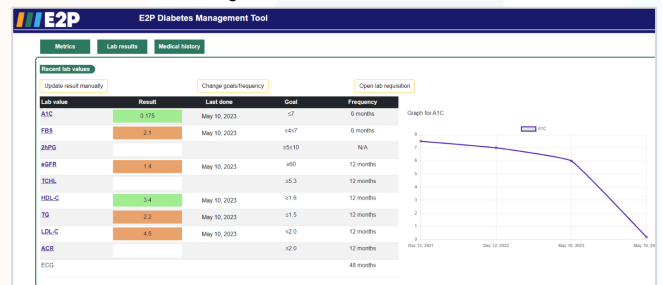 E2P
E2P Diabetes Management Tool
Metrics
Lab results
Medical history
Recent lab values
Update result manually
Change goals/frequency
Open lab requisition
Lab value Result Last done Goal Frequency
A1C 0.175 May 10, 2023 ≤7 6 months
FBS 2.1 May 10, 2023 ≥4≤7 6 months
2hPG ≥5≤10 N/A
eGFR 1.4 May 10, 2023 ≥60 12 months
TCHL ≤5.3 12 months
HDL-C 3.4 May 10, 2023 ≥1.6 12 months
TG 2.2 May 10, 2023 ≤1.5 12 months
LDL-C 4.5 May 10, 2023 ≤2.0 12 months
ACR ≤2.0 12 months
ECG 48 months
Graph for A1C
A1C
8
7
6
5
4
3
2
1
0
Dec 13, 2021
Dec 12, 2022
May 10, 2023